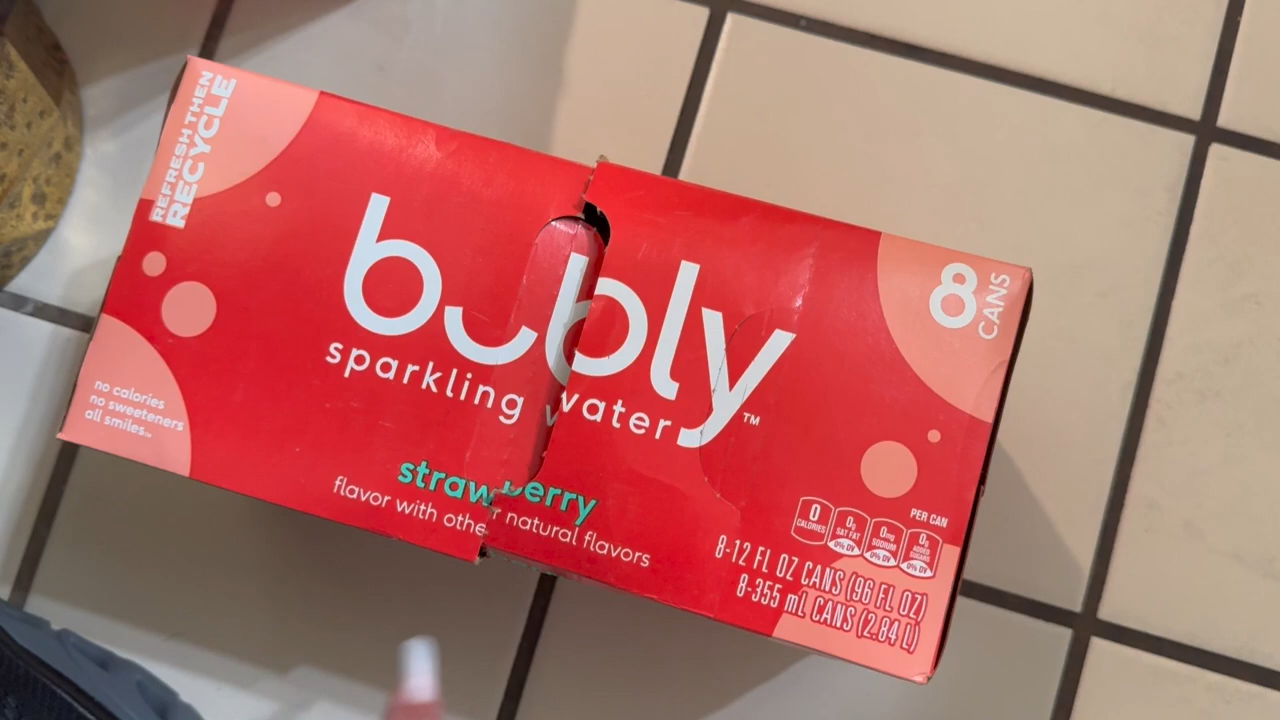 REFRESH THEN
RECYCLE
bubly
sparkling water
™
strawberry
flavor with other natural flavors
no calories
no sweeteners
all smiles™
8
CANS
PER CAN
0
CALORIES
0g
SAT FAT
0% DV
0mg
SODIUM
0% DV
0g
ADDED
SUGARS
0% DV
8-12 FL OZ CANS (96 FL OZ)
8-355 mL CANS (2.84 L)